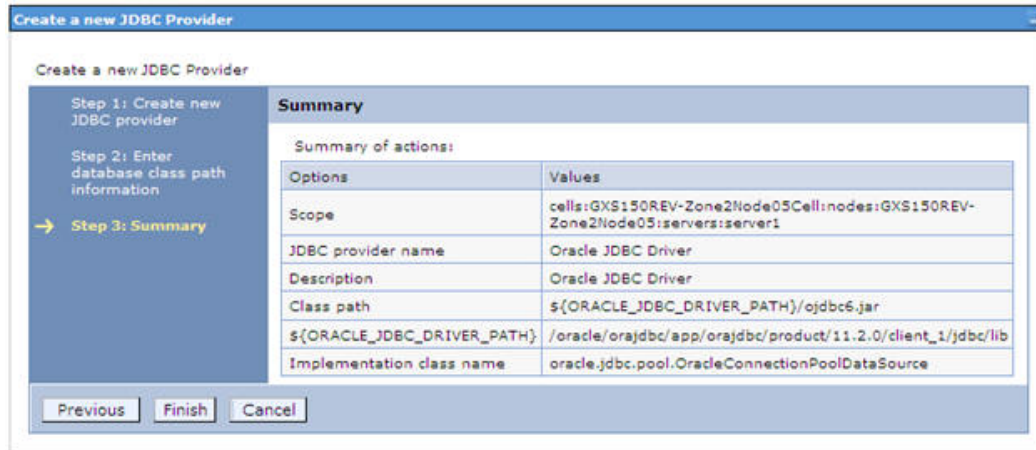 Create a new JDBC Provider
Create a new JDBC Provider
Step 1: Create new
JDBC provider
Step 2: Enter
database class path
information
Step 3: Summary
Summary
Summary of actions:
Options Values
Scope cells:GXS150REV-Zone2Node05Cell:nodes:GXS150REV-
Zone2Node05:servers:server1
JDBC provider name Oracle JDBC Driver
Description Oracle JDBC Driver
Class path ${ORACLE_JDBC_DRIVER_PATH}/ojdbc6.jar
${ORACLE_JDBC_DRIVER_PATH} /oracle/orajdbc/app/orajdbc/product/11.2.0/client_1/jdbc/lib
Implementation class name oracle.jdbc.pool.OracleConnectionPoolDataSource
Previous Finish Cancel